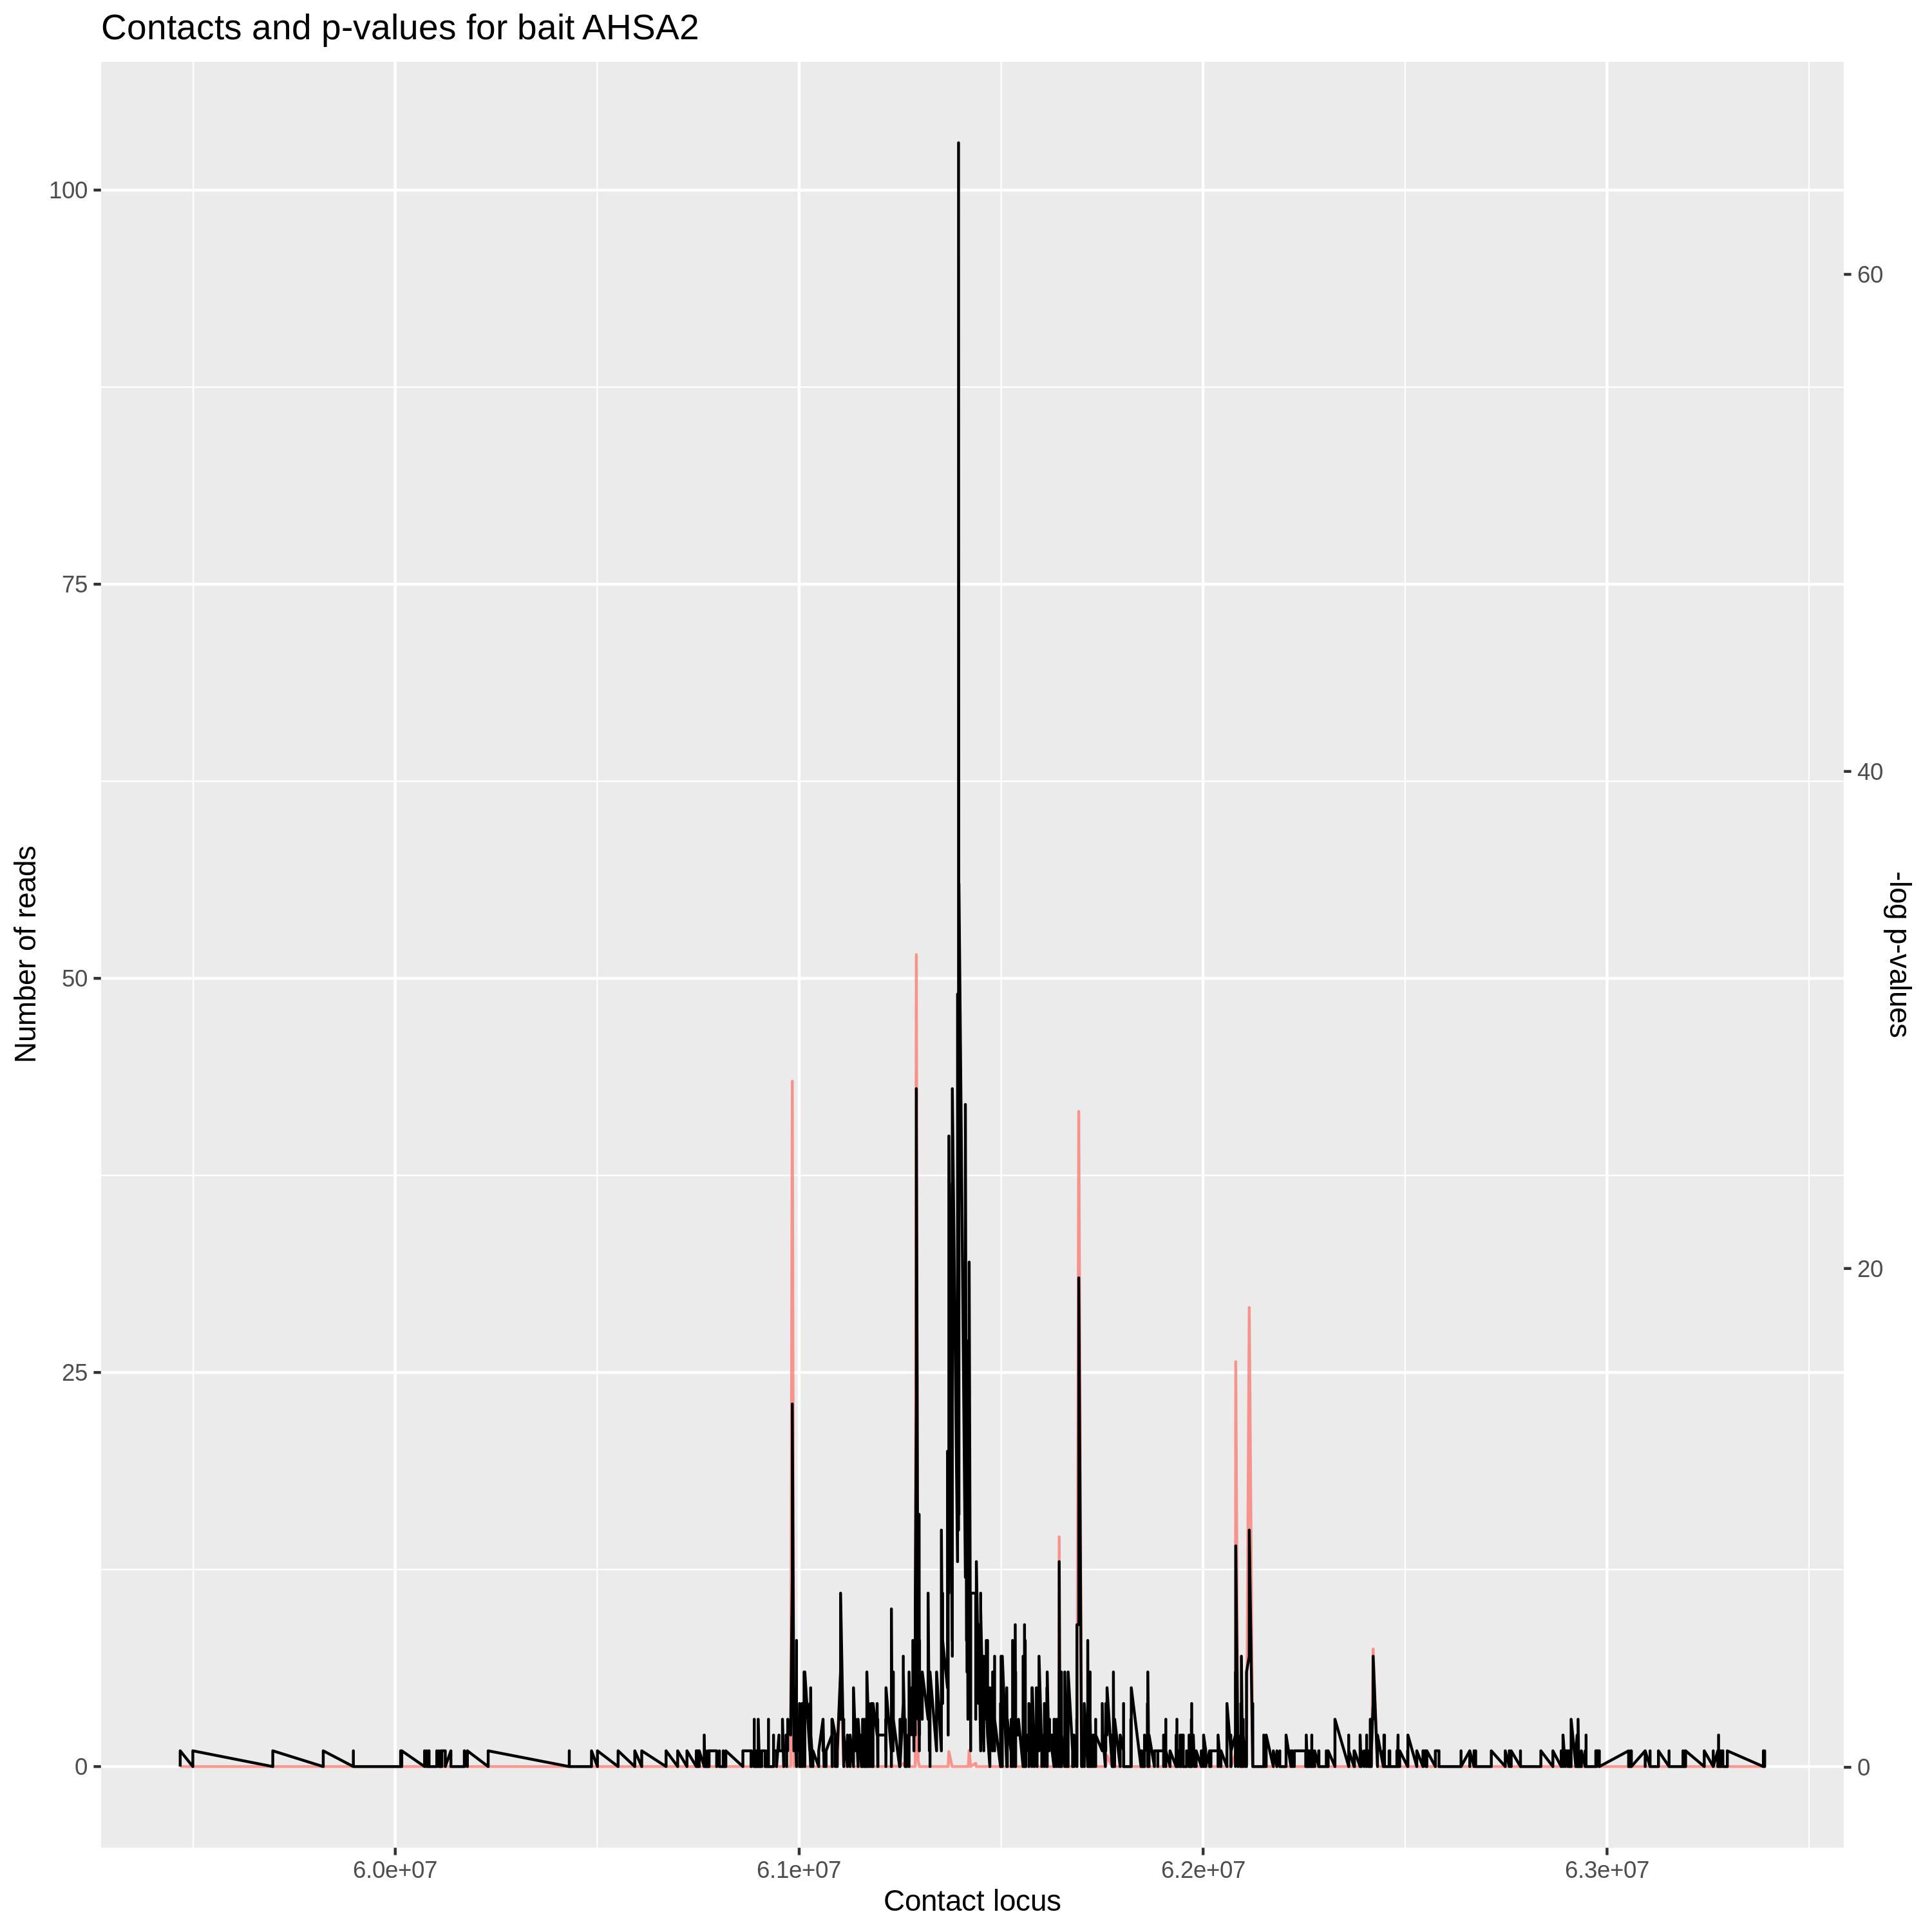 Contacts and p-values for bait AHSA2
100
75
50
25
0
Number of reads
60
40
20
0
-log p-values
6.0e+07
6.1e+07
6.2e+07
6.3e+07
Contact locus